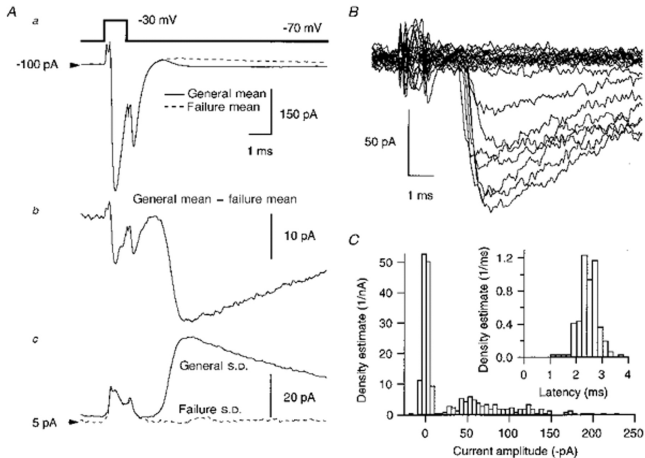 A
a
-30 mV
-70 mV
-100 pA
General mean
Failure mean
150 pA
1 ms
b
General mean – failure mean
10 pA
c
General S.D.
20 pA
Failure S.D.
5 pA
B
50 pA
1 ms
C
Density estimate (1/nA)
50
40
30
20
10
0
0 50 100 150 200 250
Current amplitude (-pA)
Density estimate (1/ms)
1.2
0.8
0.4
0.0
0 1 2 3 4
Latency (ms)